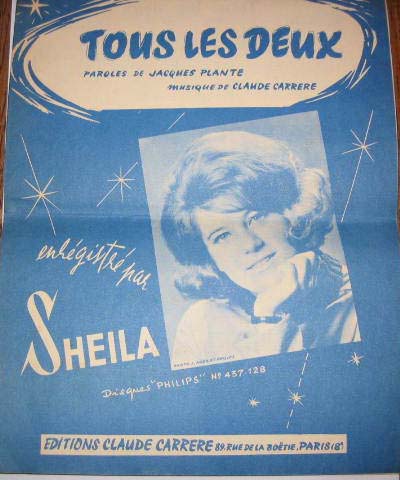 TOUS LES DEUX
PAROLES DE JACQUES PLANTE
MUSIQUE DE CLAUDE CARRERE
enregistré par
SHEILA
Disques "PHILIPS" No 437.128
EDITIONS CLAUDE CARRERE 89, RUE DE LA BOËTIE, PARIS (8e